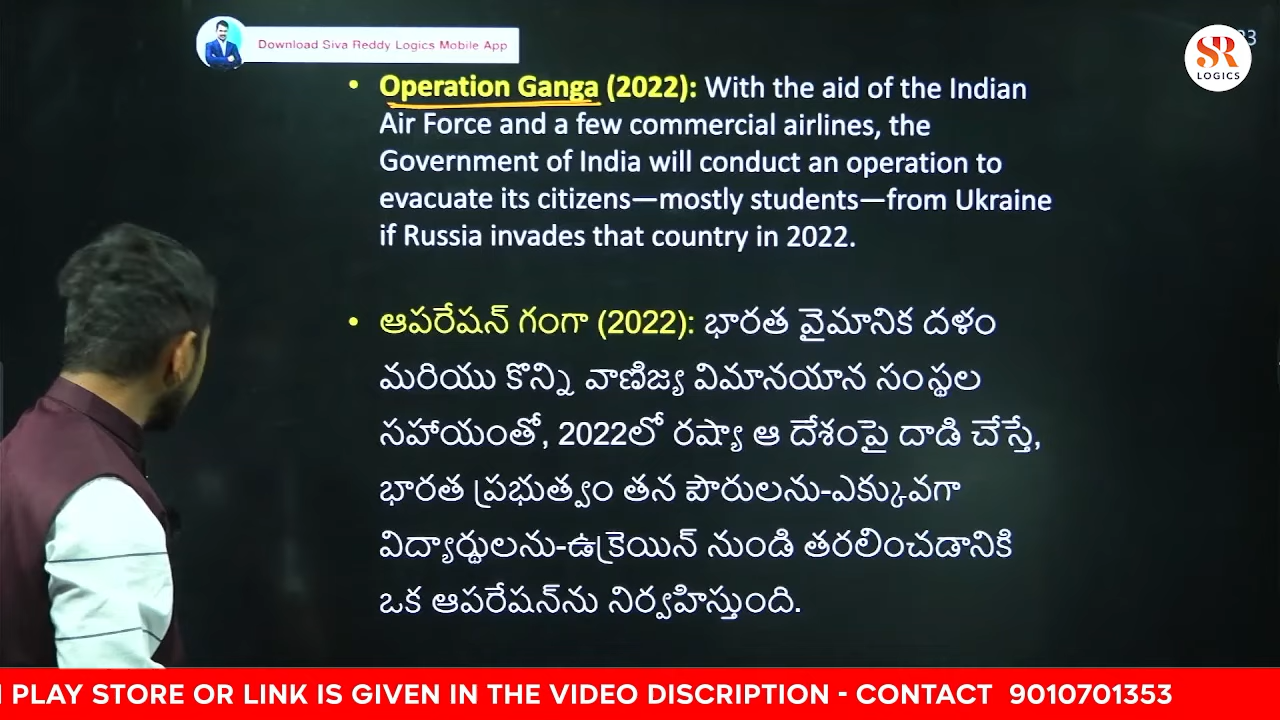 Download Siva Reddy Logics Mobile App
SR
LOGICS
• Operation Ganga (2022): With the aid of the Indian
Air Force and a few commercial airlines, the
Government of India will conduct an operation to
evacuate its citizens—mostly students—from Ukraine
if Russia invades that country in 2022.
• ఆపరేషన్ గంగా (2022): భారత వైమానిక దళం
మరియు కొన్ని వాణిజ్య విమానయాన సంస్థల
సహాయంతో, 2022లో రష్యా ఆ దేశంపై దాడి చేస్తే,
భారత ప్రభుత్వం తన పౌరులను-ఎక్కువగా
విద్యార్థులను-ఉక్రెయిన్ నుండి తరలించడానికి
ఒక ఆపరేషన్‌ను నిర్వహిస్తుంది.
PLAY STORE OR LINK IS GIVEN IN THE VIDEO DISCRIPTION - CONTACT 9010701353